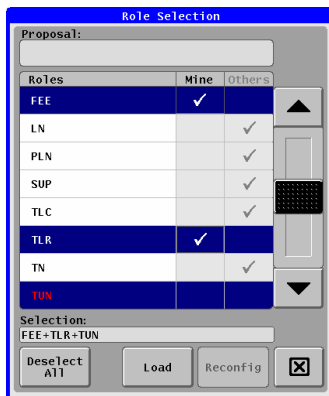 Role Selection
Proposal:
Roles Mine Others
FEE ✓
LN ✓
PLN ✓
SUP ✓
TLC ✓
TLR ✓
TN ✓
TUN
Selection:
FEE+TLR+TUN
Deselect
All
Load
Reconfig